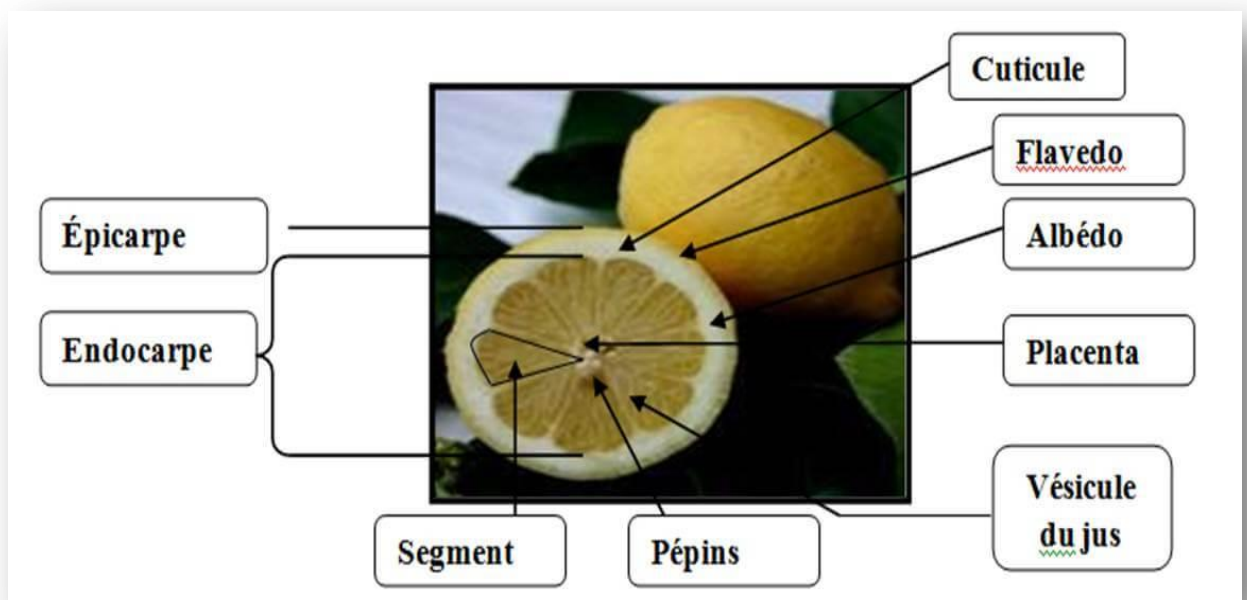 Cuticule
Flavedo
Épicarpe
Albédo
Endocarpe
Placenta
Vésicule
du jus
Segment
Pépins